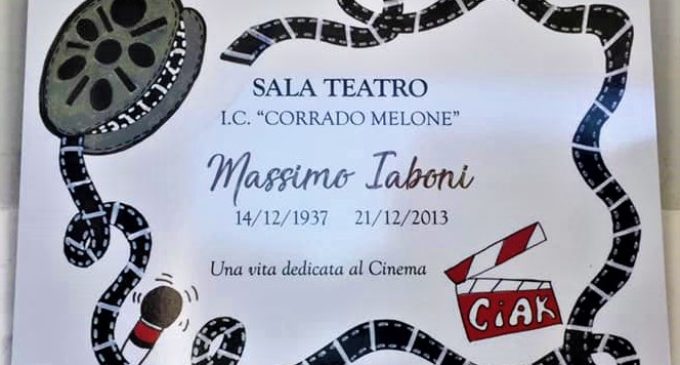 SALA TEATRO
I.C. "CORRADO MELONE"
Massimo Iaboni
14/12/1937 21/12/2013
Una vita dedicata al Cinema
CiAK